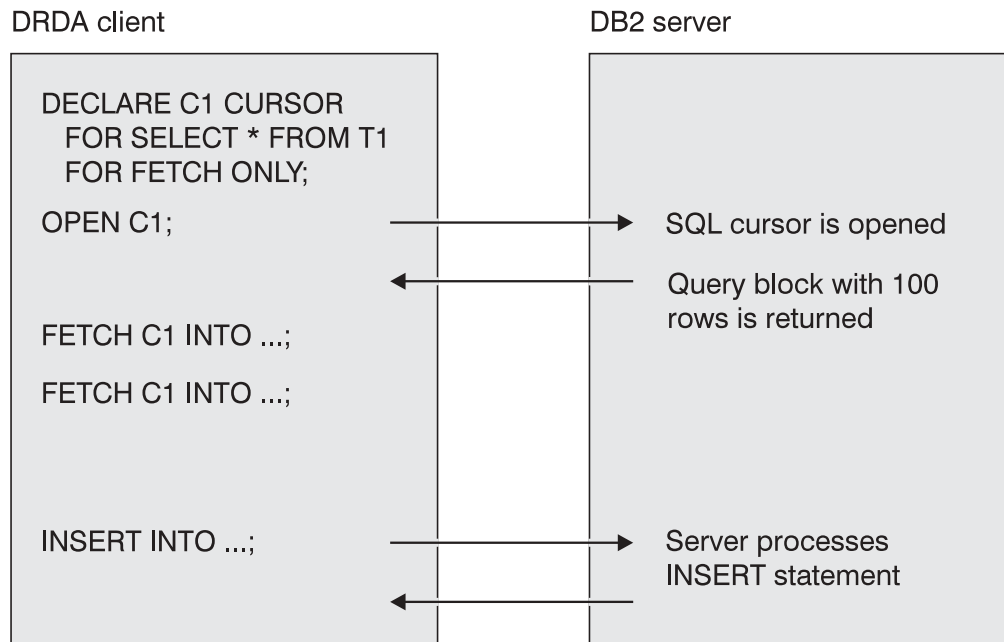 DRDA client
DB2 server
DECLARE C1 CURSOR
FOR SELECT * FROM T1
FOR FETCH ONLY;
OPEN C1;
SQL cursor is opened
Query block with 100
rows is returned
FETCH C1 INTO ...;
FETCH C1 INTO ...;
INSERT INTO ...;
Server processes
INSERT statement